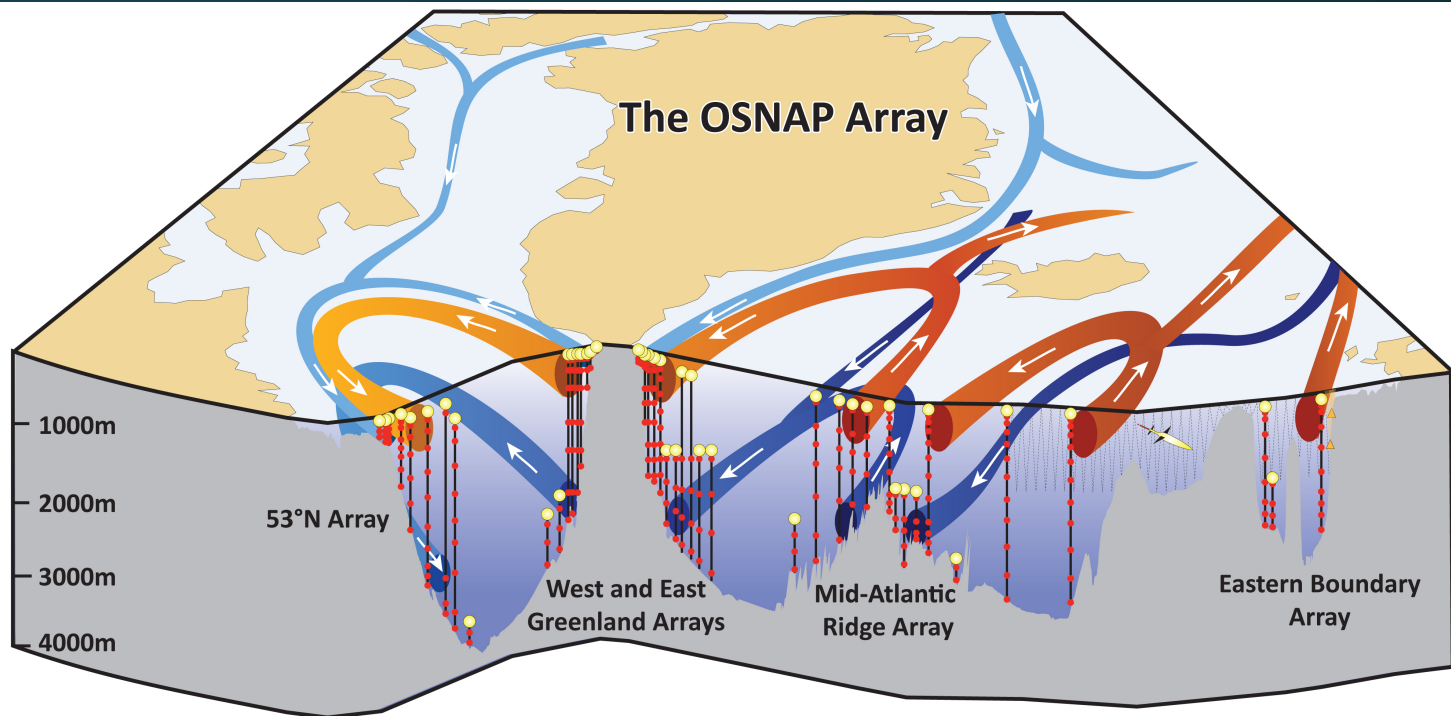 The OSNAP Array
1000m
2000m
3000m
4000m
53°N Array
West and East
Greenland Arrays
Mid-Atlantic
Ridge Array
Eastern Boundary
Array